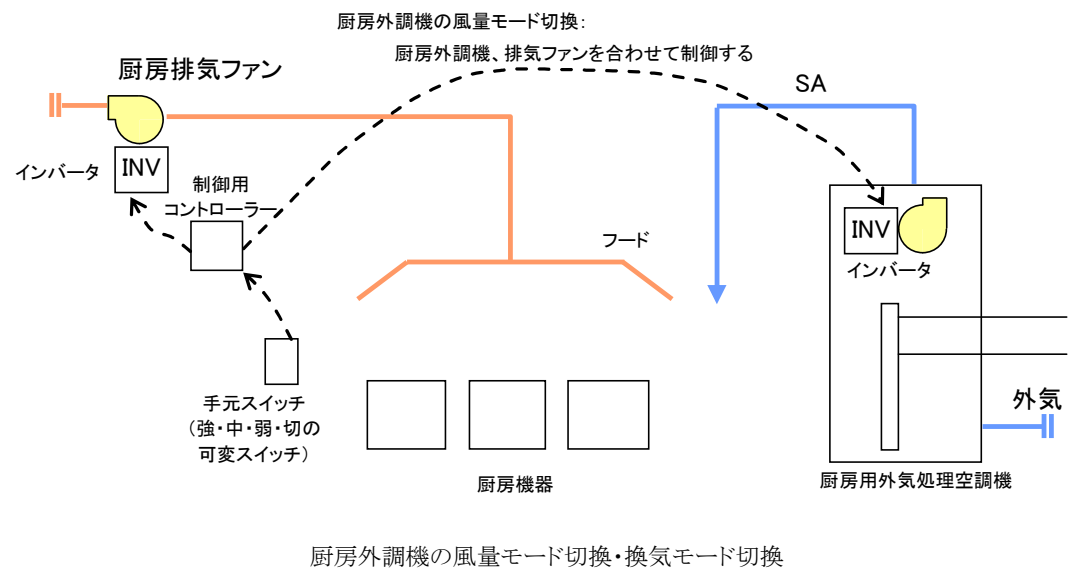 厨房外調機の風量モード切換:
厨房外調機、排気ファンを合わせて制御する
厨房排気ファン
SA
インバータ
INV
制御用
コントローラー
フード
INV
インバータ
手元スイッチ
(強・中・弱・切の
可変スイッチ)
厨房機器
外気
厨房用外気処理空調機
厨房外調機の風量モード切換・換気モード切換